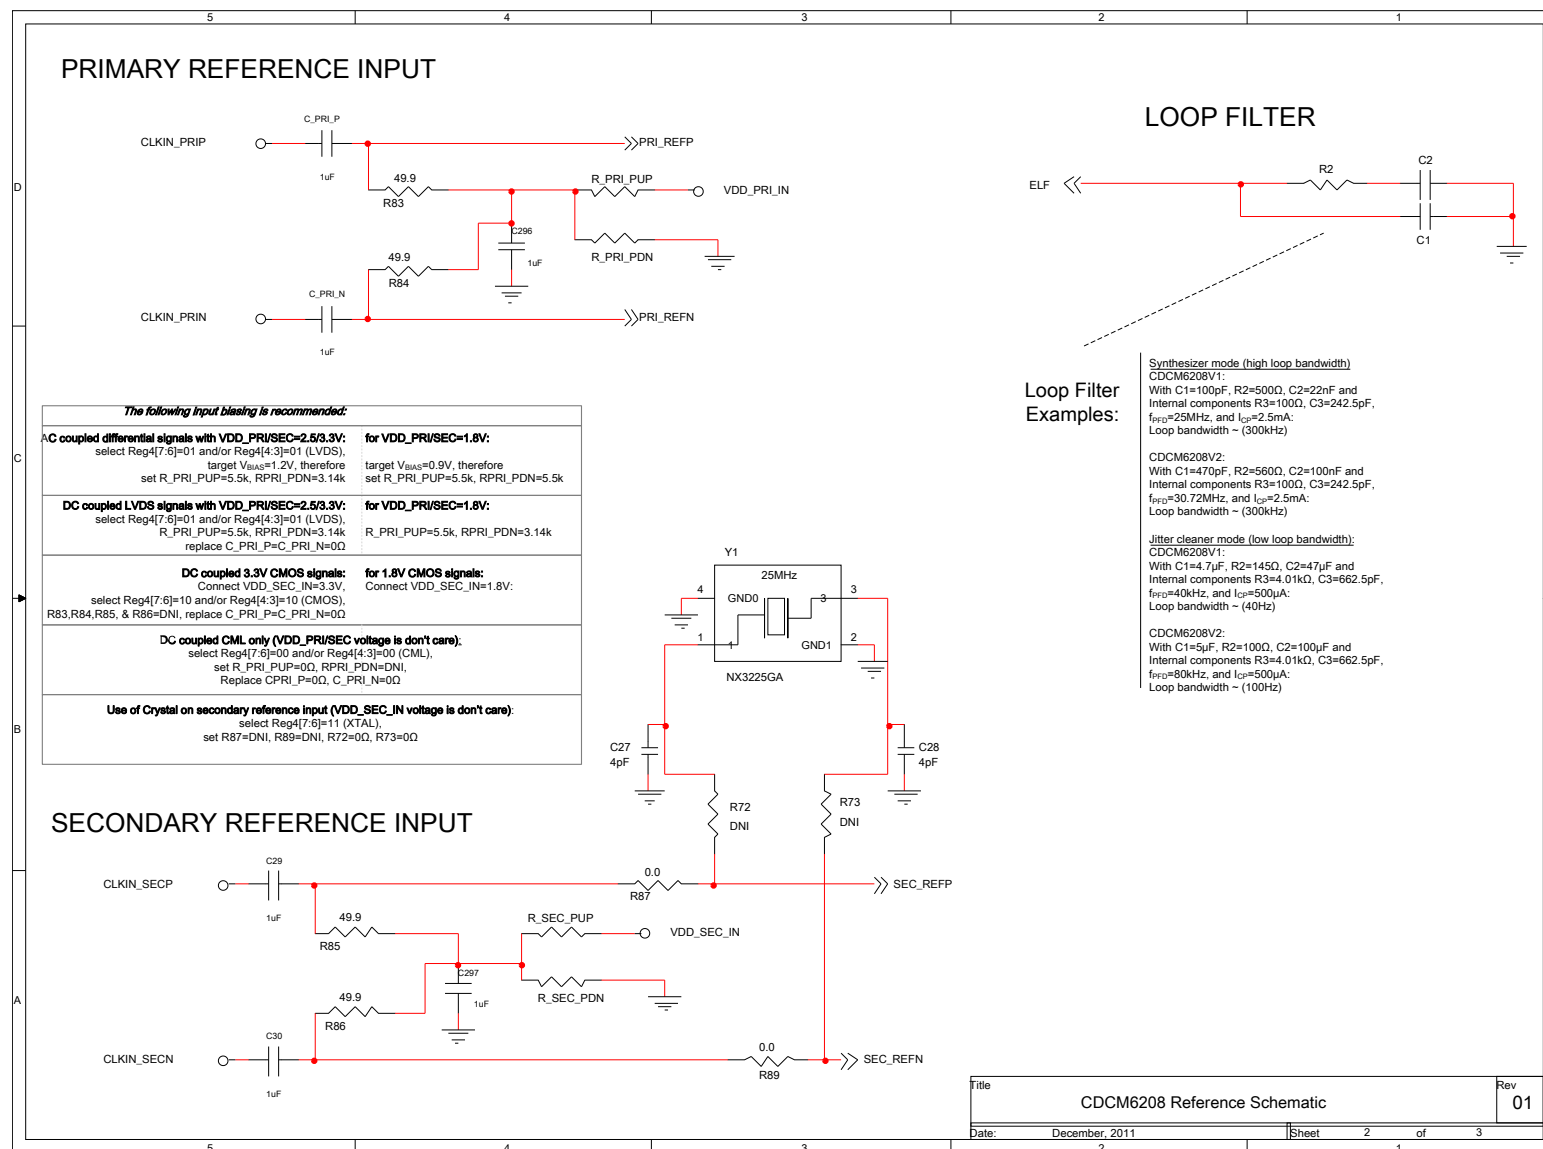 5 4 3 2 1
PRIMARY REFERENCE INPUT
C_PRI_P
CLKIN_PRIP
PRI_REFP
1uF
49.9
R83
R_PRI_PUP
VDD_PRI_IN
C296
1uF
R_PRI_PDN
49.9
R84
C_PRI_N
CLKIN_PRIN
PRI_REFN
1uF
LOOP FILTER
ELF
R2
C2
C1
D
C
B
A
Loop Filter
Examples:
Synthesizer mode (high loop bandwidth)
CDCM6208V1:
With C1=100pF, R2=500Ω, C2=22nF and
Internal components R3=100Ω, C3=242.5pF,
fPFD=25MHz, and ICP=2.5mA:
Loop bandwidth ~ (300kHz)
CDCM6208V2:
With C1=470pF, R2=560Ω, C2=100nF and
Internal components R3=100Ω, C3=242.5pF,
fPFD=30.72MHz, and ICP=2.5mA:
Loop bandwidth ~ (300kHz)
Jitter cleaner mode (low loop bandwidth):
CDCM6208V1:
With C1=4.7µF, R2=145Ω, C2=47µF and
Internal components R3=4.01kΩ, C3=662.5pF,
fPFD=40kHz, and ICP=500µA:
Loop bandwidth ~ (40Hz)
CDCM6208V2:
With C1=5µF, R2=100Ω, C2=100µF and
Internal components R3=4.01kΩ, C3=662.5pF,
fPFD=80kHz, and ICP=500µA:
Loop bandwidth ~ (100Hz)
The following input biasing is recommended:
AC coupled differential signals with VDD_PRI/SEC=2.5/3.3V: for VDD_PRI/SEC=1.8V:
select Reg4[7:6]=01 and/or Reg4[4:3]=01 (LVDS),
target VBIAS=1.2V, therefore target VBIAS=0.9V, therefore
set R_PRI_PUP=5.5k, RPRI_PDN=3.14k set R_PRI_PUP=5.5k, RPRI_PDN=5.5k
DC coupled LVDS signals with VDD_PRI/SEC=2.5/3.3V: for VDD_PRI/SEC=1.8V:
select Reg4[7:6]=01 and/or Reg4[4:3]=01 (LVDS),
R_PRI_PUP=5.5k, RPRI_PDN=3.14k R_PRI_PUP=5.5k, RPRI_PDN=3.14k
replace C_PRI_P=C_PRI_N=0Ω
DC coupled 3.3V CMOS signals: for 1.8V CMOS signals:
Connect VDD_SEC_IN=3.3V, Connect VDD_SEC_IN=1.8V:
select Reg4[7:6]=10 and/or Reg4[4:3]=10 (CMOS),
R83,R84,R85, & R86=DNI, replace C_PRI_P=C_PRI_N=0Ω
DC coupled CML only (VDD_PRI/SEC voltage is don't care):
select Reg4[7:6]=00 and/or Reg4[4:3]=00 (CML),
set R_PRI_PUP=0Ω, RPRI_PDN=DNI,
Replace CPRI_P=0Ω, C_PRI_N=0Ω
Use of Crystal on secondary reference input (VDD_SEC_IN voltage is don't care):
select Reg4[7:6]=11 (XTAL),
set R87=DNI, R89=DNI, R72=0Ω, R73=0Ω
Y1
25MHz
4
GND0
3
3
1
1
GND1
2
NX3225GA
C27
4pF
C28
4pF
R72
DNI
R73
DNI
SECONDARY REFERENCE INPUT
C29
CLKIN_SECP
1uF
0.0
R87
SEC_REFP
49.9
R85
R_SEC_PUP
VDD_SEC_IN
C297
1uF
R_SEC_PDN
49.9
R86
C30
CLKIN_SECN
1uF
0.0
R89
SEC_REFN
Title
CDCM6208 Reference Schematic
Rev
01
Date: December, 2011 Sheet 2 of 3
5 4 3 2 1